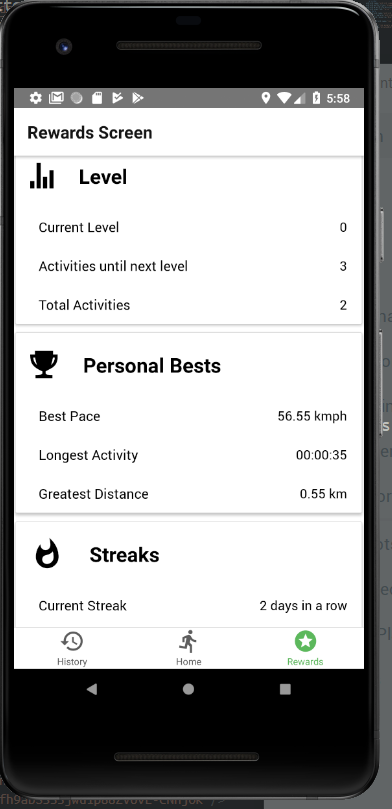 5:58
Rewards Screen
Level
Current Level 0
Activities until next level 3
Total Activities 2
Personal Bests
Best Pace 56.55 kmph
Longest Activity 00:00:35
Greatest Distance 0.55 km
Streaks
Current Streak 2 days in a row
History Home Rewards